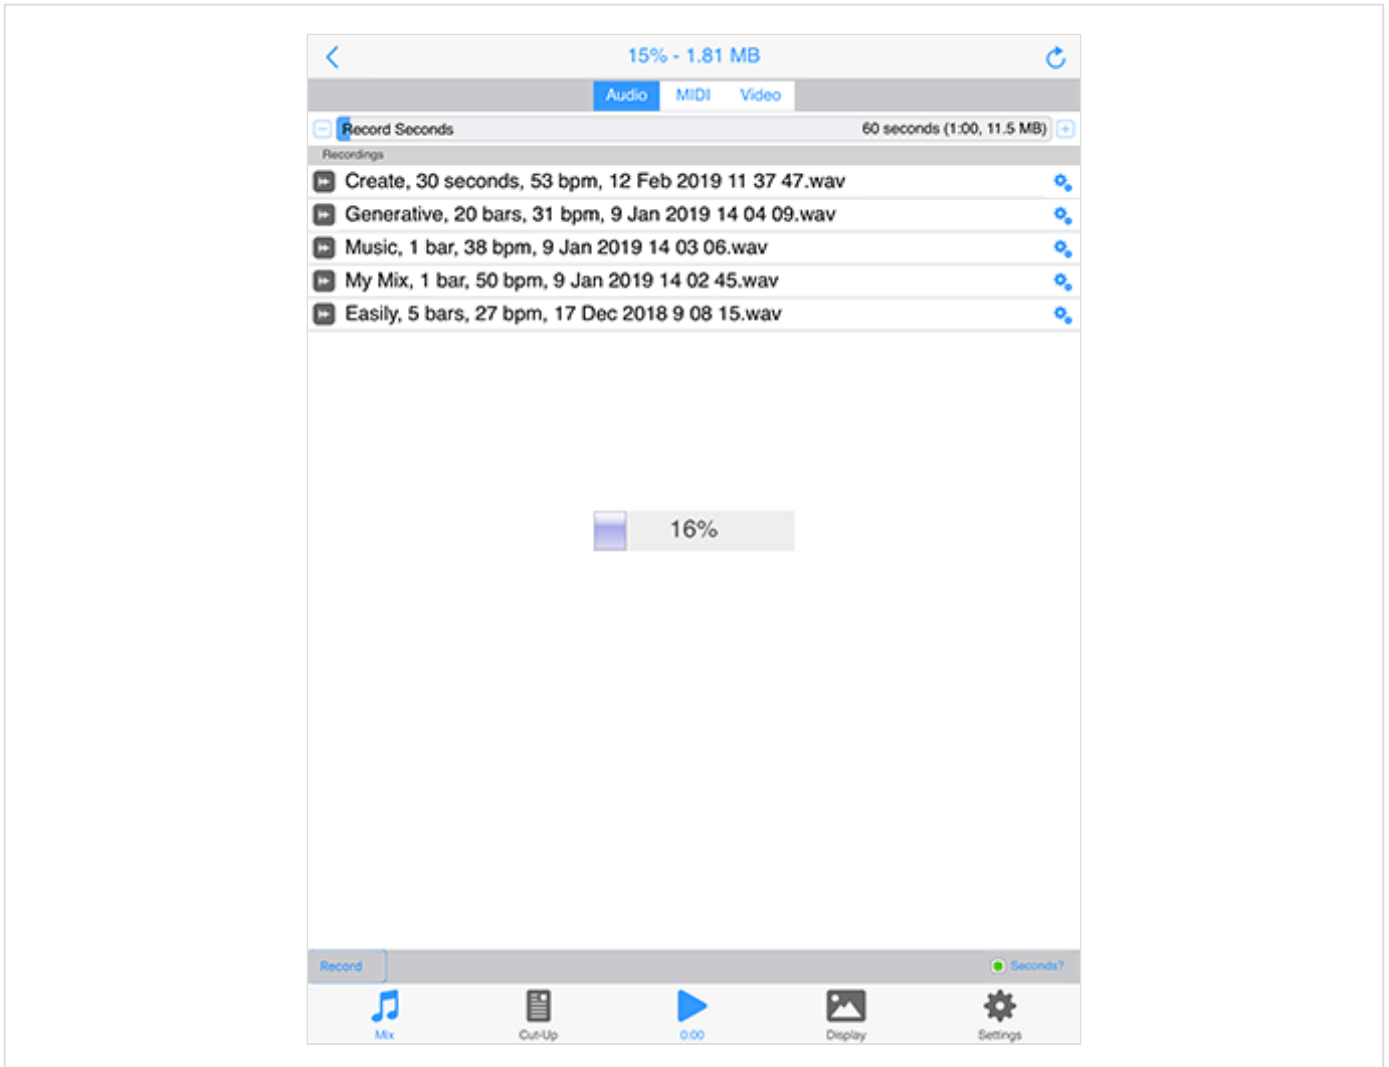 15% - 1.81 MB
Audio MIDI Video
Record Seconds 60 seconds (1:00, 11.5 MB)
Recordings
Create, 30 seconds, 53 bpm, 12 Feb 2019 11 37 47.wav
Generative, 20 bars, 31 bpm, 9 Jan 2019 14 04 09.wav
Music, 1 bar, 38 bpm, 9 Jan 2019 14 03 06.wav
My Mix, 1 bar, 50 bpm, 9 Jan 2019 14 02 45.wav
Easily, 5 bars, 27 bpm, 17 Dec 2018 9 08 15.wav
16%
Record Seconds?
Mix Cut-Up 0:00 Display Settings